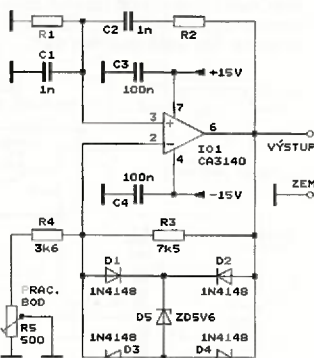 R1
C2 1n
R2
C1
1n
C3
100n
+15V
7
3
+
6
2
-
IO1
CA3140
4
VÝSTUP
100n
C4
-15V
ZEM
R4
3k6
R3
7k5
D1
D2
1N4148
1N4148
PRAC.
BOD
R5
500
D5
ZD5V6
1N4148
1N4148
D3
D4